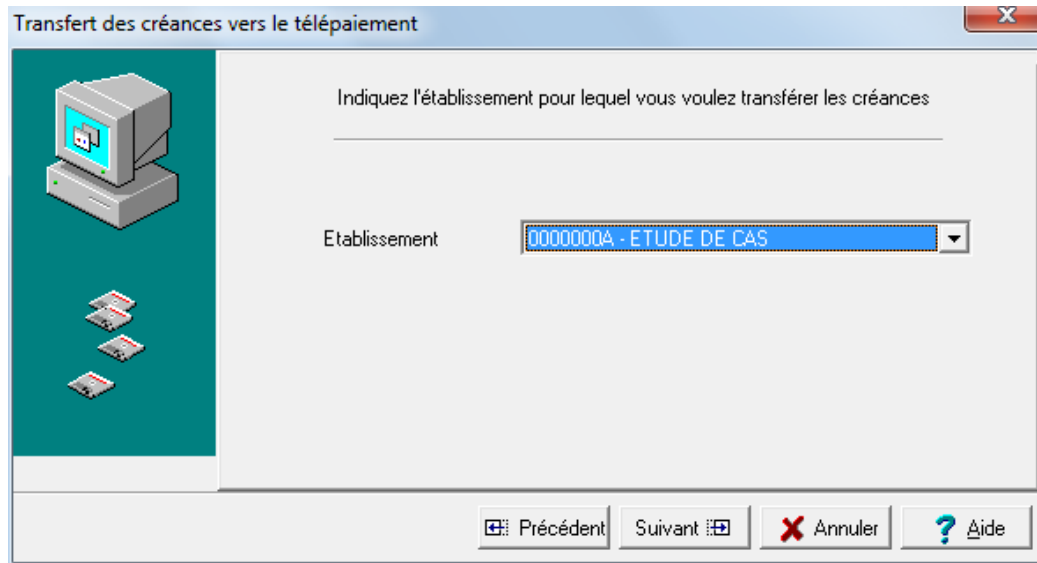 Transfert des créances vers le télépaiement
Indiquez l'établissement pour lequel vous voulez transférer les créances
Etablissement 0000000A - ETUDE DE CAS
Précédent Suivant Annuler Aide